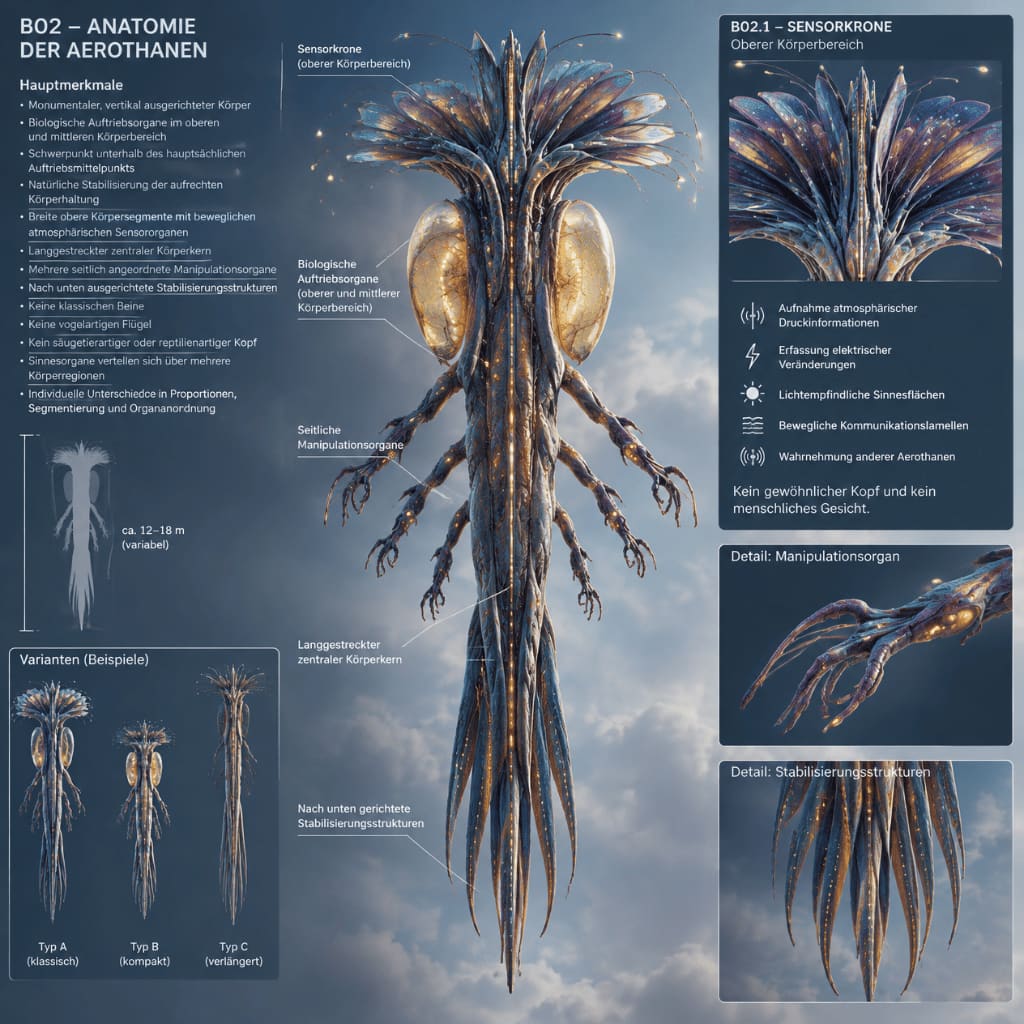 B02 – ANATOMIE
DER AEROTHANEN
Hauptmerkmale
• Monumentaler, vertikal ausgerichteter Körper
• Biologische Auftriebsorgane im oberen
und mittleren Körperbereich
• Schwerpunkt unterhalb des hauptsächlichen
Auftriebsmittelpunkts
• Natürliche Stabilisierung der aufrechten
Körperhaltung
• Breite obere Körpersegmente mit beweglichen
atmosphärischen Sensororganen
• Langgestreckter zentraler Körperkern
• Mehrere seitlich angeordnete Manipulationsorgane
• Nach unten ausgerichtete Stabilisierungsstrukturen
• Keine klassischen Beine
• Keine vogelartigen Flügel
• Kein säugetierartiger oder reptilienartiger Kopf
• Sinnesorgane vertellen sich über mehrere
Körperregionen
• Individuelle Unterschiede in Proportionen,
Segmentierung und Organanordnung
ca. 12–18 m
(variabel)
Varianten (Beispiele)
Typ A
(klassisch)
Typ B
(kompakt)
Typ C
(verlängert)
Sensorkrone
(oberer Körperbereich)
Biologische
Auftriebsorgane
(oberer und mittlerer
Körperbereich)
Seitliche
Manipulationsorgane
Langgestreckter
zentraler Körperkern
Nach unten gerichtete
Stabilisierungsstrukturen
B02.1 – SENSORKRONE
Oberer Körperbereich
Aufnahme atmosphärischer
Druckinformationen
Erfassung elektrischer
Veränderungen
Lichtempfindliche Sinnesflächen
Bewegliche Kommunikationslamellen
Wahrnehmung anderer Aerothanen
Kein gewöhnlicher Kopf und kein
menschliches Gesicht.
Detail: Manipulationsorgan
Detail: Stabilisierungsstrukturen